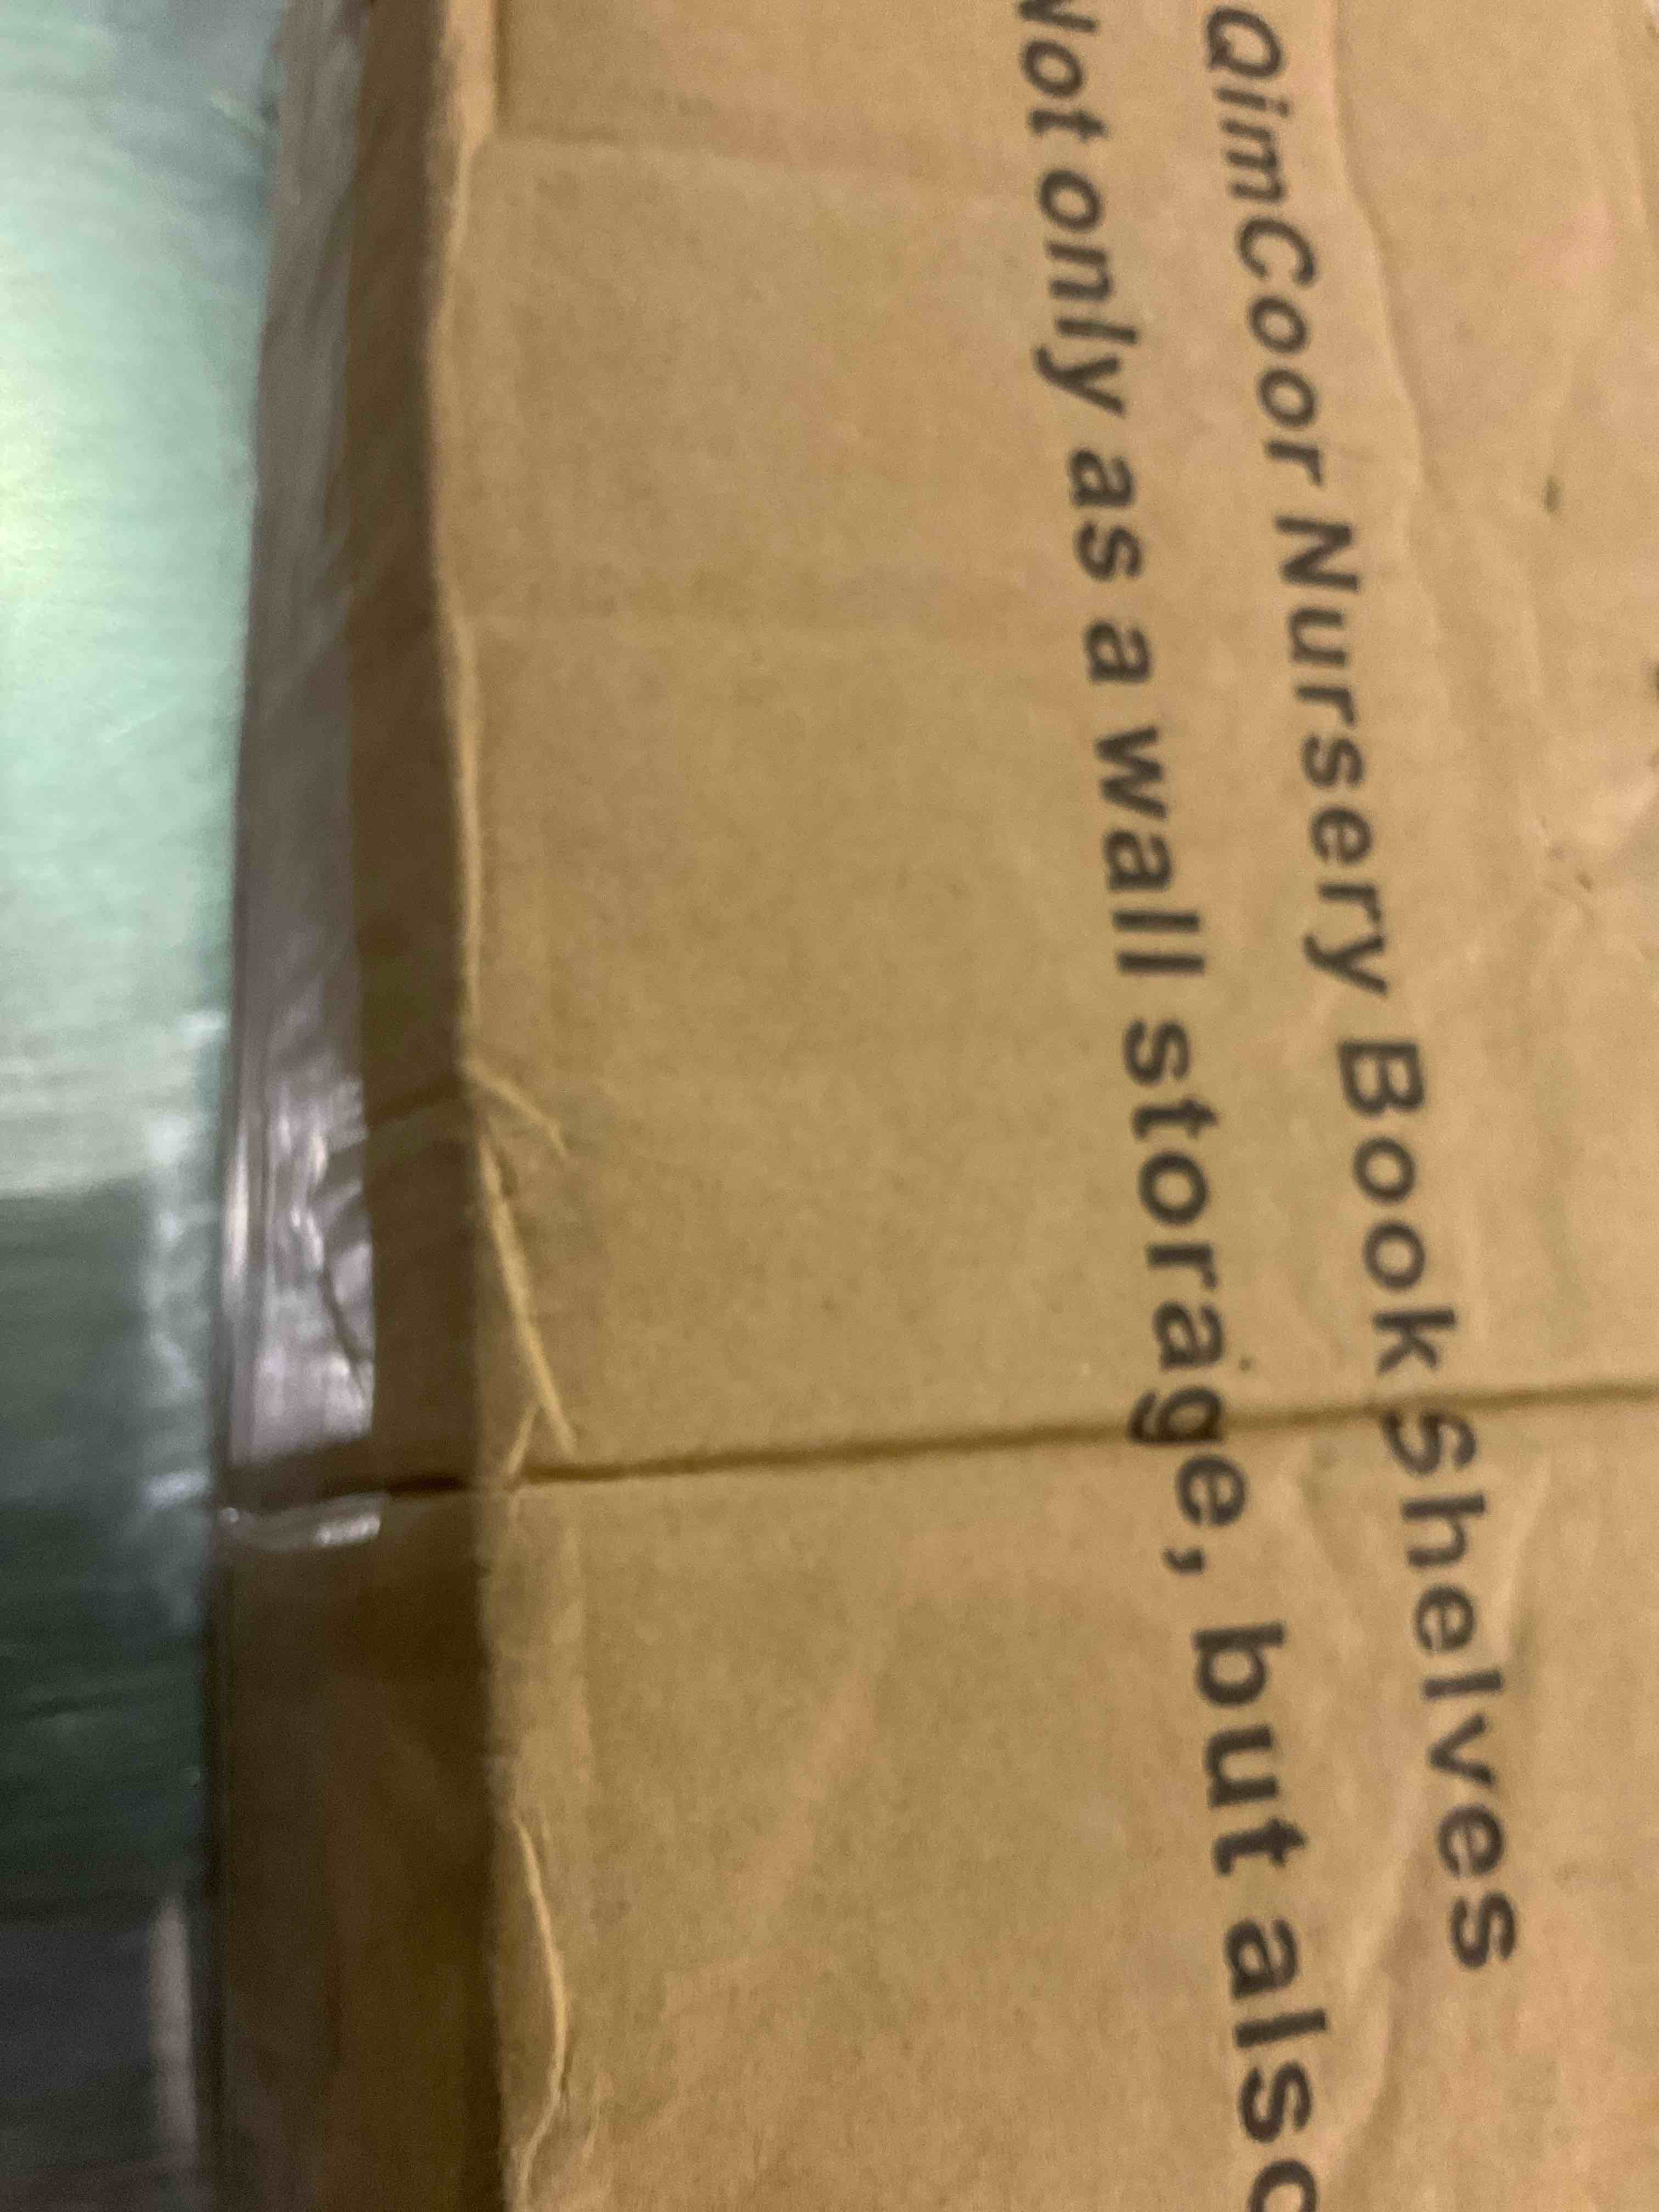 QimCoor Nursery Book Shelves
Not only as a wall storage, but also